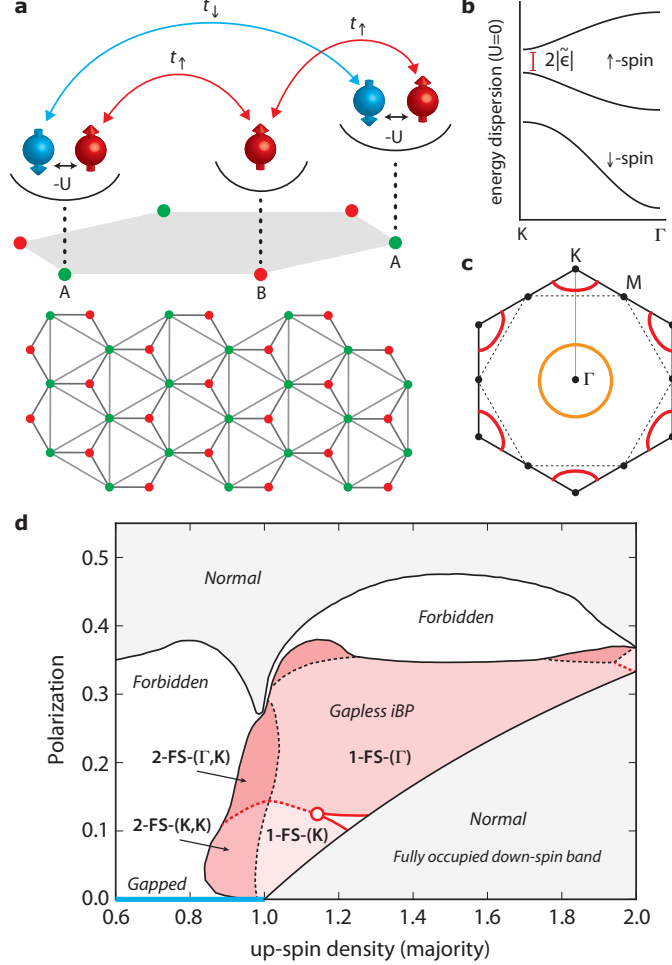 a
t↓
t↑
t↑
-U
-U
A
B
A
b
energy dispersion (U=0)
2|ϵ̃|
↑-spin
↓-spin
K
Γ
c
K
M
Γ
d
Polarization
0.5
0.4
0.3
0.2
0.1
0.0
Normal
Forbidden
Forbidden
Gapless iBP
2-FS-(Γ,K)
1-FS-(Γ)
2-FS-(K,K)
1-FS-(K)
Normal
Fully occupied down-spin band
Gapped
0.6
0.8
1.0
1.2
1.4
1.6
1.8
2.0
up-spin density (majority)